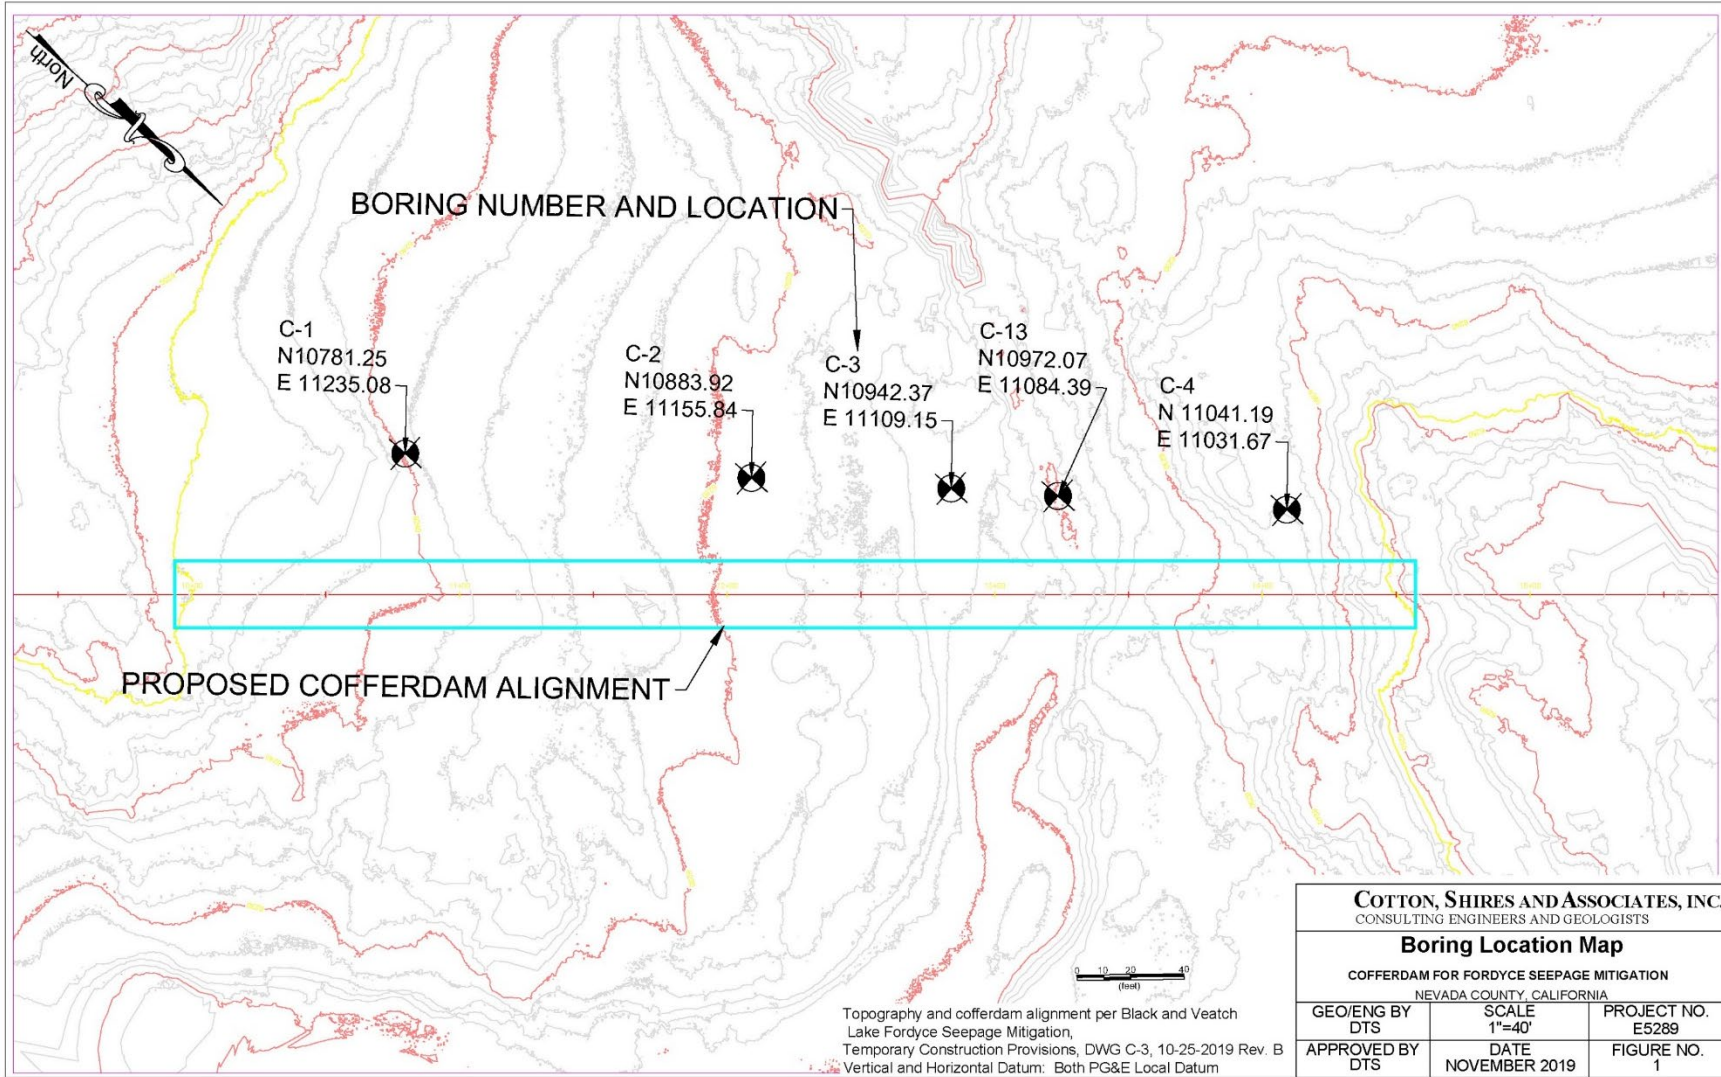 North
BORING NUMBER AND LOCATION
C-1
N10781.25
E 11235.08
C-2
N10883.92
E 11155.84
C-3
N10942.37
E 11109.15
C-13
N10972.07
E 11084.39
C-4
N 11041.19
E 11031.67
PROPOSED COFFERDAM ALIGNMENT
0 10 20 40
(feet)
Topography and cofferdam alignment per Black and Veatch
Lake Fordyce Seepage Mitigation,
Temporary Construction Provisions, DWG C-3, 10-25-2019 Rev. B
Vertical and Horizontal Datum: Both PG&E Local Datum
COTTON, SHIRES AND ASSOCIATES, INC.
CONSULTING ENGINEERS AND GEOLOGISTS
Boring Location Map
COFFERDAM FOR FORDYCE SEEPAGE MITIGATION
NEVADA COUNTY, CALIFORNIA
GEO/ENG BY
DTS
SCALE
1"=40'
PROJECT NO.
E5289
APPROVED BY
DTS
DATE
NOVEMBER 2019
FIGURE NO.
1